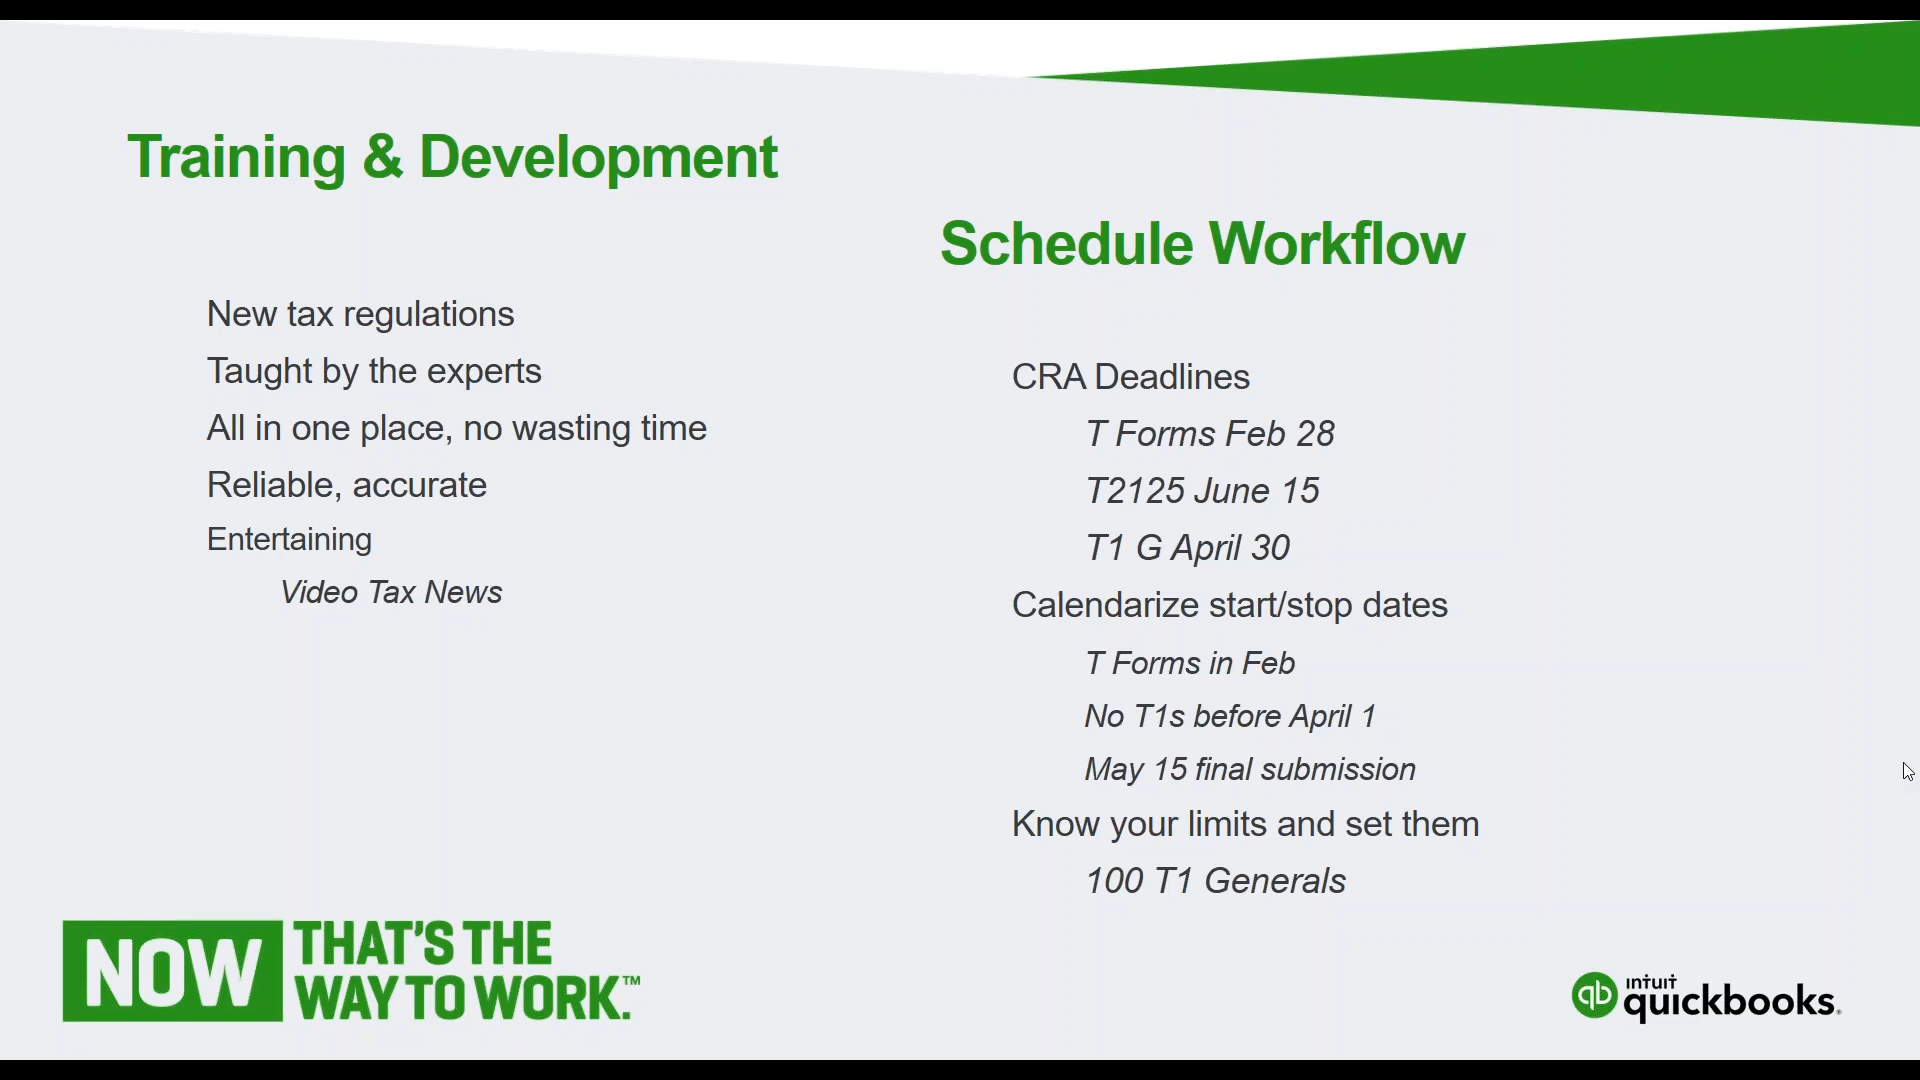 Training & Development
New tax regulations
Taught by the experts
All in one place, no wasting time
Reliable, accurate
Entertaining
Video Tax News
Schedule Workflow
CRA Deadlines
T Forms Feb 28
T2125 June 15
T1 G April 30
Calendarize start/stop dates
T Forms in Feb
No T1s before April 1
May 15 final submission
Know your limits and set them
100 T1 Generals
NOW
THAT'S THE
WAY TO WORK.™
qb
intuit
quickbooks®